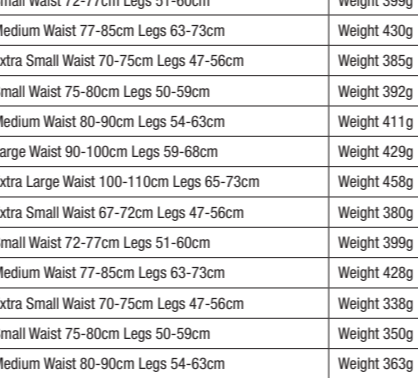 mall Waist 72-77cm Legs 51-60cm Weight 399g
edium Waist 77-85cm Legs 63-73cm Weight 430g
xtra Small Waist 70-75cm Legs 47-56cm Weight 385g
mall Waist 75-80cm Legs 50-59cm Weight 392g
edium Waist 80-90cm Legs 54-63cm Weight 411g
arge Waist 90-100cm Legs 59-68cm Weight 429g
xtra Large Waist 100-110cm Legs 65-73cm Weight 458g
xtra Small Waist 67-72cm Legs 47-56cm Weight 380g
mall Waist 72-77cm Legs 51-60cm Weight 399g
edium Waist 77-85cm Legs 63-73cm Weight 428g
xtra Small Waist 70-75cm Legs 47-56cm Weight 338g
mall Waist 75-80cm Legs 50-59cm Weight 350g
edium Waist 80-90cm Legs 54-63cm Weight 363g